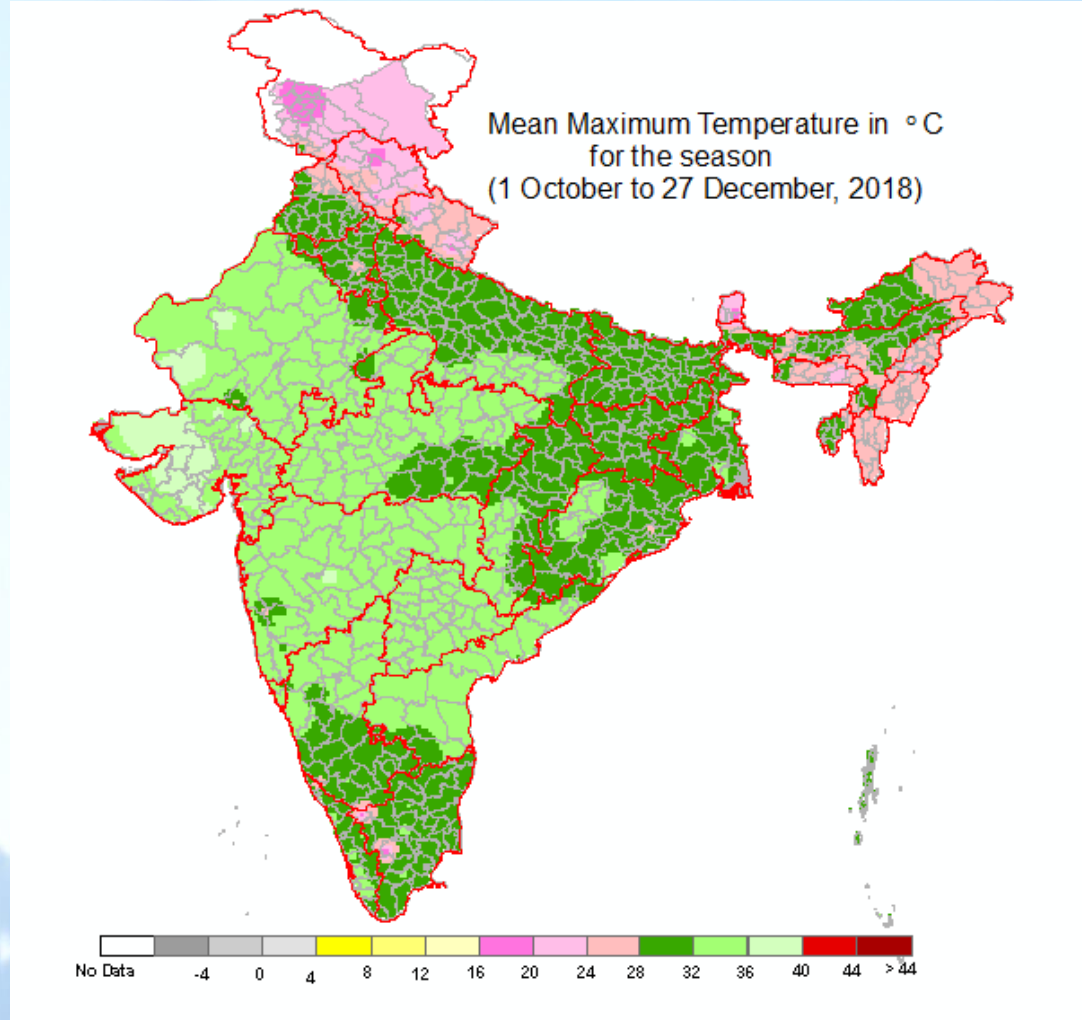 Mean Maximum Temperature in °C
for the season
(1 October to 27 December, 2018)
No Data -4 0 4 8 12 16 20 24 28 32 36 40 44 > 44